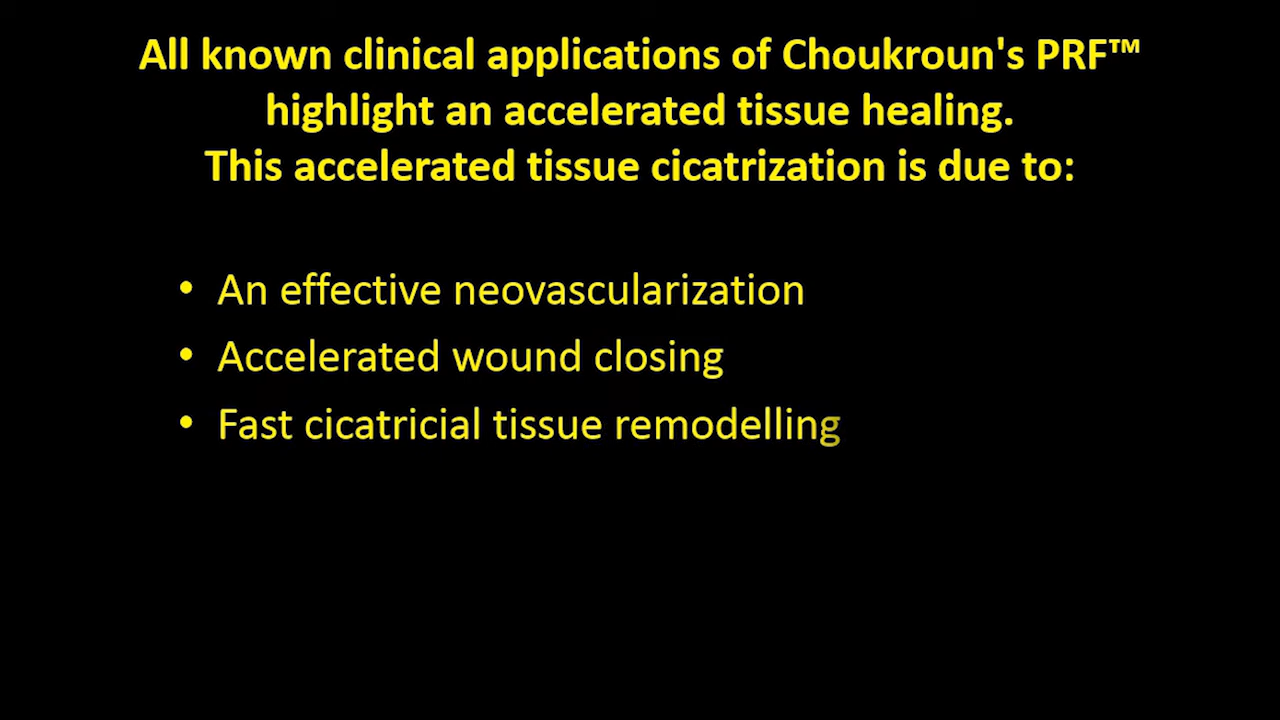 All known clinical applications of Choukroun's PRF™
highlight an accelerated tissue healing.
This accelerated tissue cicatrization is due to:
• An effective neovascularization
• Accelerated wound closing
• Fast cicatricial tissue remodelling